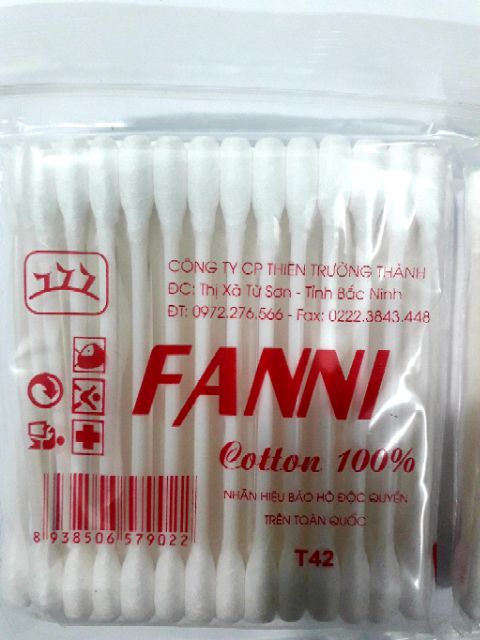 CÔNG TY CP THIÊN TRƯỜNG THÀNH
ĐC: Thị Xã Từ Sơn - Tỉnh Bắc Ninh
ĐT: 0972.276.566 - Fax: 0222.3843.448
FANNI
Cotton 100%
NHÃN HIỆU BẢO HỘ ĐỘC QUYỀN
TRÊN TOÀN QUỐC
8 938506 579022
T42